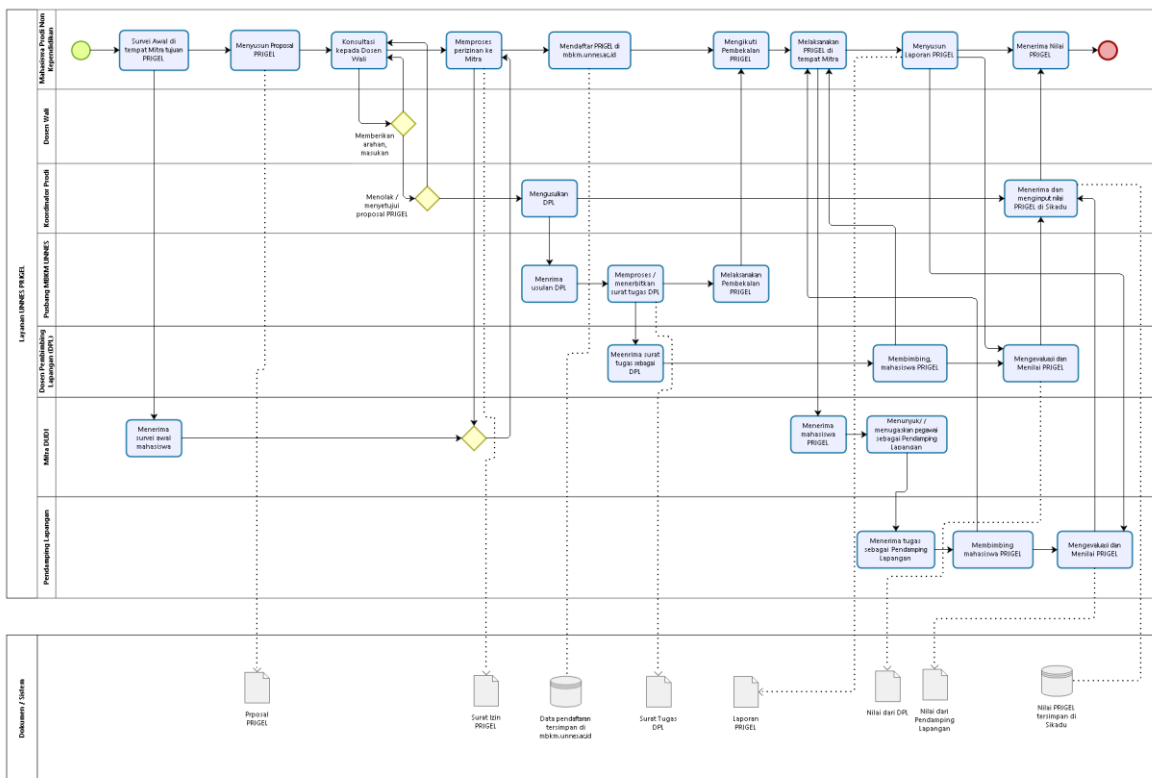 Layanan UNNES PRIGEL
Mahasiswa Prodi Non
Kependidikan
Survei Awal di
tempat Mitra tujuan
PRIGEL
Menyusun Proposal
PRIGEL
Konsultasi
kepada Dosen
Wali
Memproses
perizinan ke
Mitra
Mendaftar PRIGEL di
mbkm.unnes.ac.id
Mengikuti
Pembekalan
PRIGEL
Melaksanakan
PRIGEL di
tempat Mitra
Menyusun
Laporan PRIGEL
Menerima Nilai
PRIGEL
Dosen Wali
Memberikan
arahan,
masukan
Koordinator Prodi
Menolak /
menyetujui
proposal PRIGEL
Mengusulkan
DPL
Menerima dan
menginput nilai
PRIGEL di Sikadu
Pusbang MBKM UNNES
Menrima
usulan DPL
Memproses /
menerbitkan
surat tugas DPL
Melaksanakan
Pembekalan
PRIGEL
Dosen Pembimbing
Lapangan (DPL)
Meenrima surat
tugas sebagai
DPL
Membimbing,
mahasiswa PRIGEL
Mengevaluasi dan
Menilai PRIGEL
Mitra DUDI
Menerima
survei awal
mahasiswa
Menerima
mahasiswa
PRIGEL
Menunjuk/ /
menugaskan pegawai
sebagai Pendamping
Lapangan
Pendamping Lapangan
Menerima tugas
sebagai Pendamping
Lapangan
Membimbing
mahasiswa PRIGEL
Mengevaluasi dan
Menilai PRIGEL
Dokumen / Sistem
Prposal
PRIGEL
Surat Izin
PRIGEL
Data pendaftaran
tersimpan di
mbkm.unnes.ac.id
Surat Tugas
DPL
Laporan
PRIGEL
Nilai dari DPL
Nilai dari
Pendamping
Lapangan
Nilai PRIGEL
tersimpan di
Sikadu